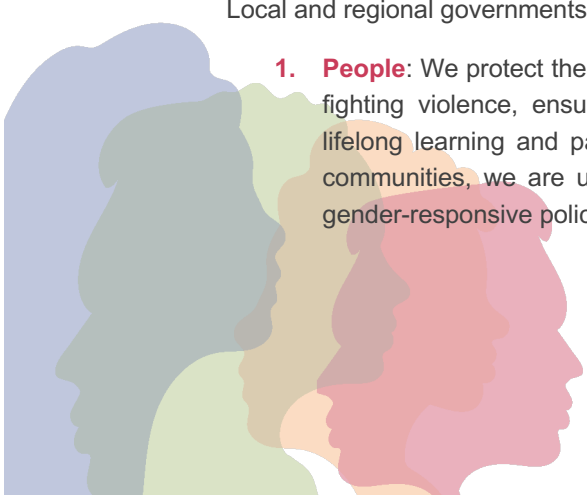 Local and regional governments
1. People: We protect the
fighting violence, ensu
lifelong learning and pa
communities, we are u
gender-responsive polic